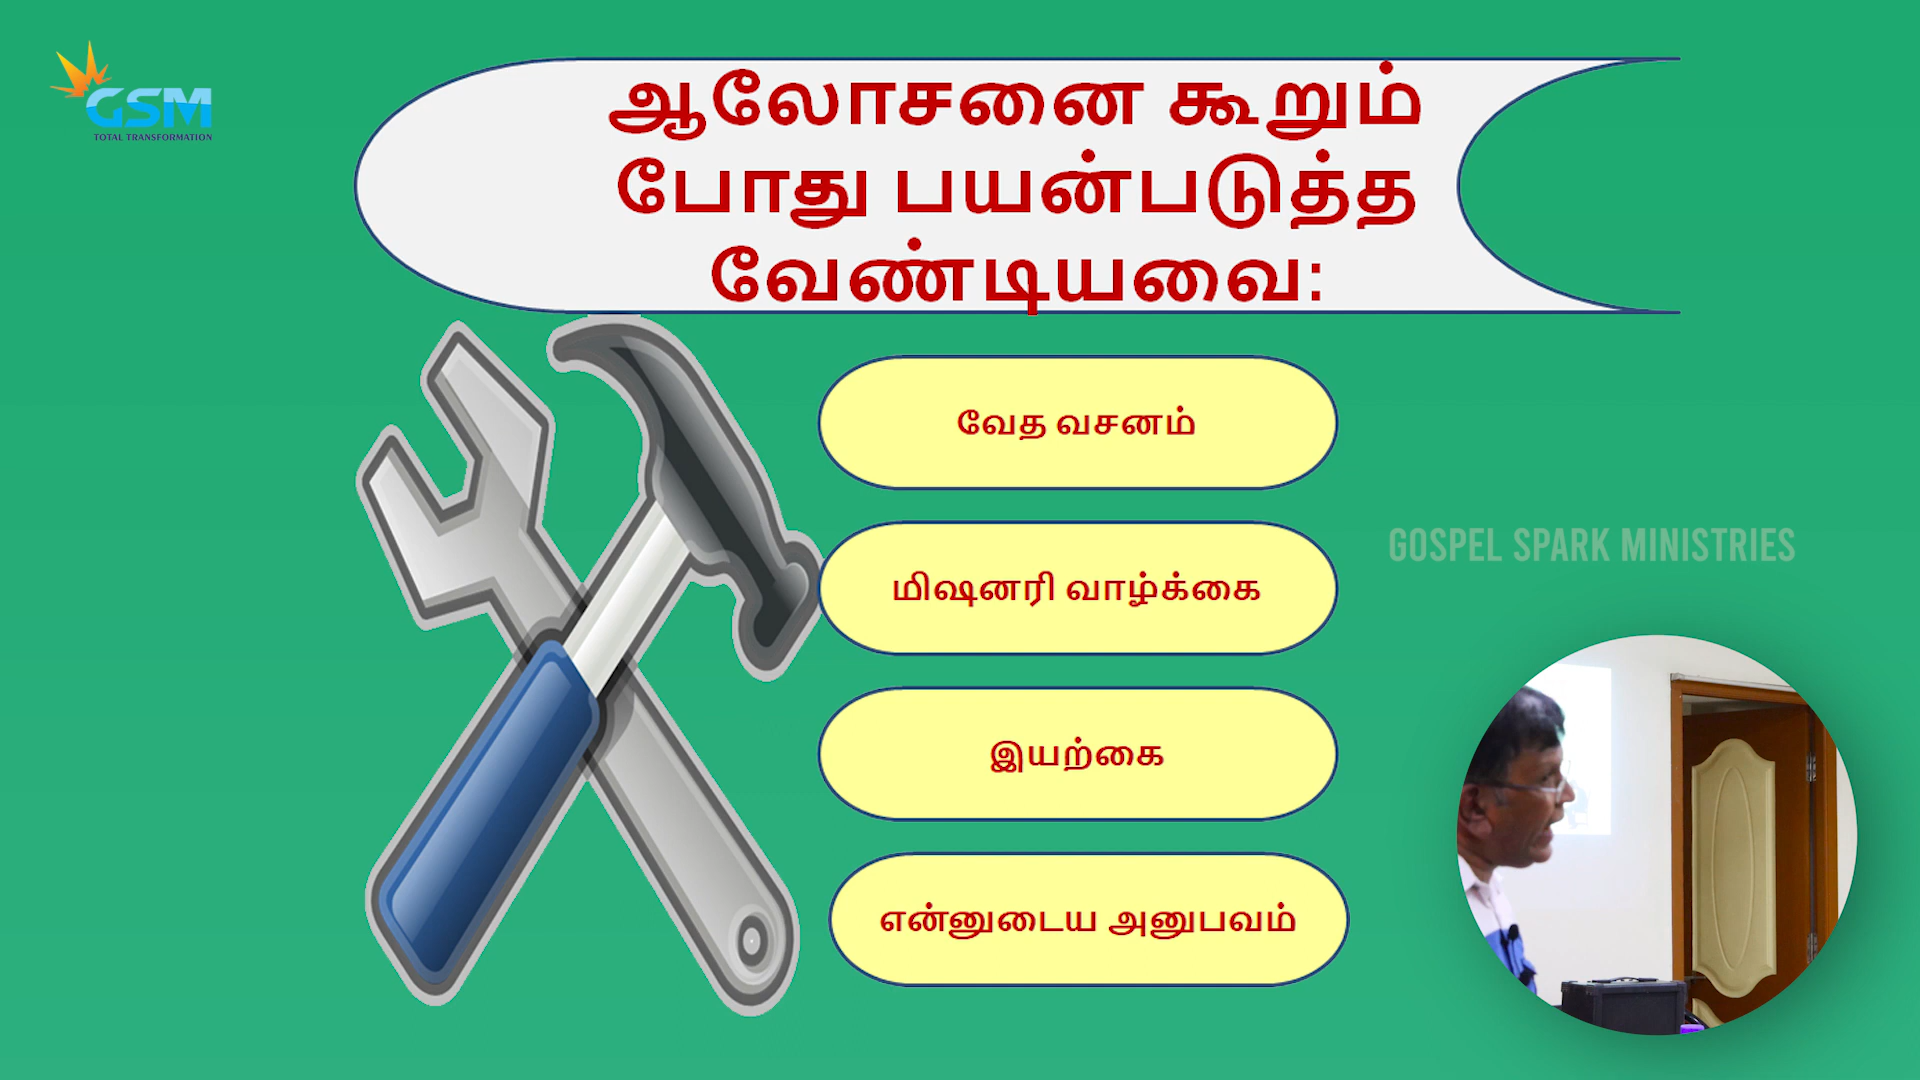 GSM
TOTAL TRANSFORMATION
ஆலோசனை கூறும்
போது பயன்படுத்த
வேண்டியவை:
வேத வசனம்
மிஷனரி வாழ்க்கை
இயற்கை
என்னுடைய அனுபவம்
GOSPEL SPARK MINISTRIES